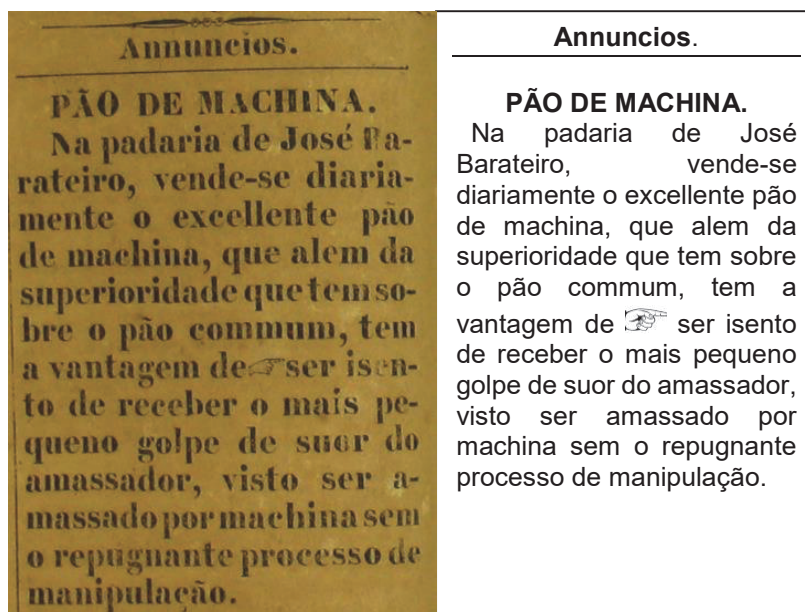 Annuncios.
PÃO DE MACHINA.
Na padaria de José Ba-
rateiro, vende-se diaria-
mente o excellente pão
de machina, que alem da
superioridade que tem so-
bre o pão commum, tem
a vantagem de ☞ ser isen-
to de receber o mais pe-
queno golpe de suor do
amassador, visto ser a-
massado por machina sem
o repugnante processo de
manipulação.
Annuncios.
PÃO DE MACHINA.
Na padaria de José
Barateiro, vende-se
diariamente o excellente pão
de machina, que alem da
superioridade que tem sobre
o pão commum, tem a
vantagem de ☞ ser isento
de receber o mais pequeno
golpe de suor do amassador,
visto ser amassado por
machina sem o repugnante
processo de manipulação.